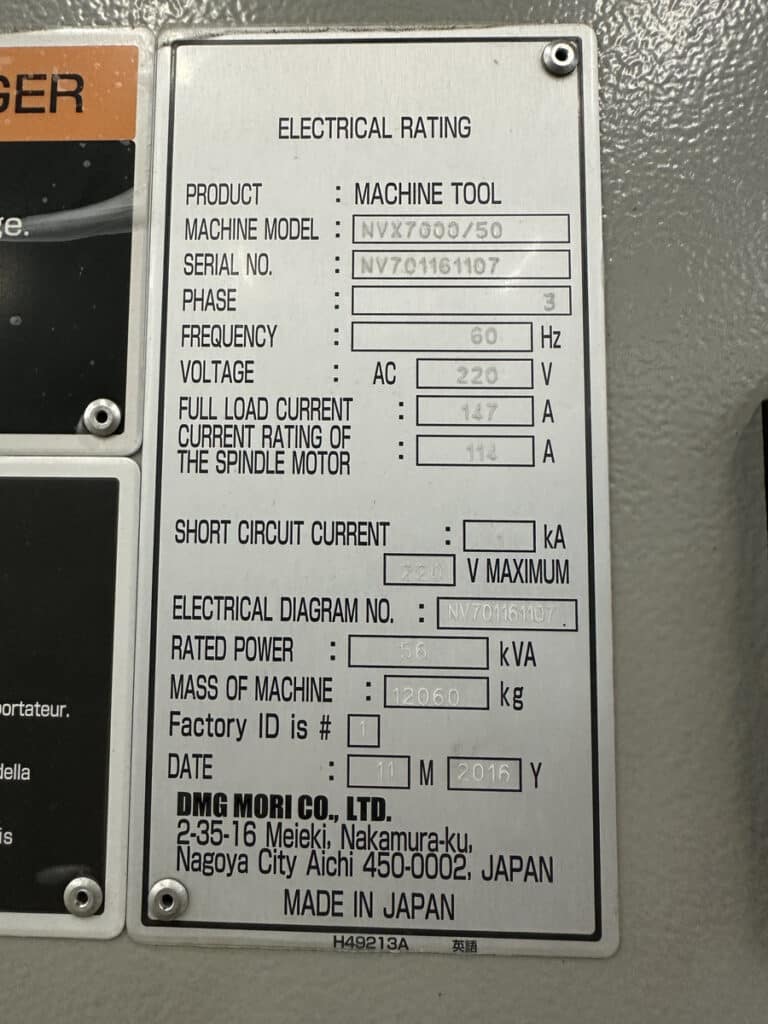 GER
ge.
ortateur.
della
is
ELECTRICAL RATING
PRODUCT : MACHINE TOOL
MACHINE MODEL : NVX7000/50
SERIAL NO. : NV701161107
PHASE : 3
FREQUENCY : 60 Hz
VOLTAGE : AC 220 V
FULL LOAD CURRENT : 147 A
CURRENT RATING OF
THE SPINDLE MOTOR : 114 A
SHORT CIRCUIT CURRENT : kA
220 V MAXIMUM
ELECTRICAL DIAGRAM NO. : NV701161107
RATED POWER : 56 kVA
MASS OF MACHINE : 12060 kg
Factory ID is # 1
DATE : 11 M 2016 Y
DMG MORI CO., LTD.
2-35-16 Meieki, Nakamura-ku,
Nagoya City Aichi 450-0002, JAPAN
MADE IN JAPAN
H49213A 英語